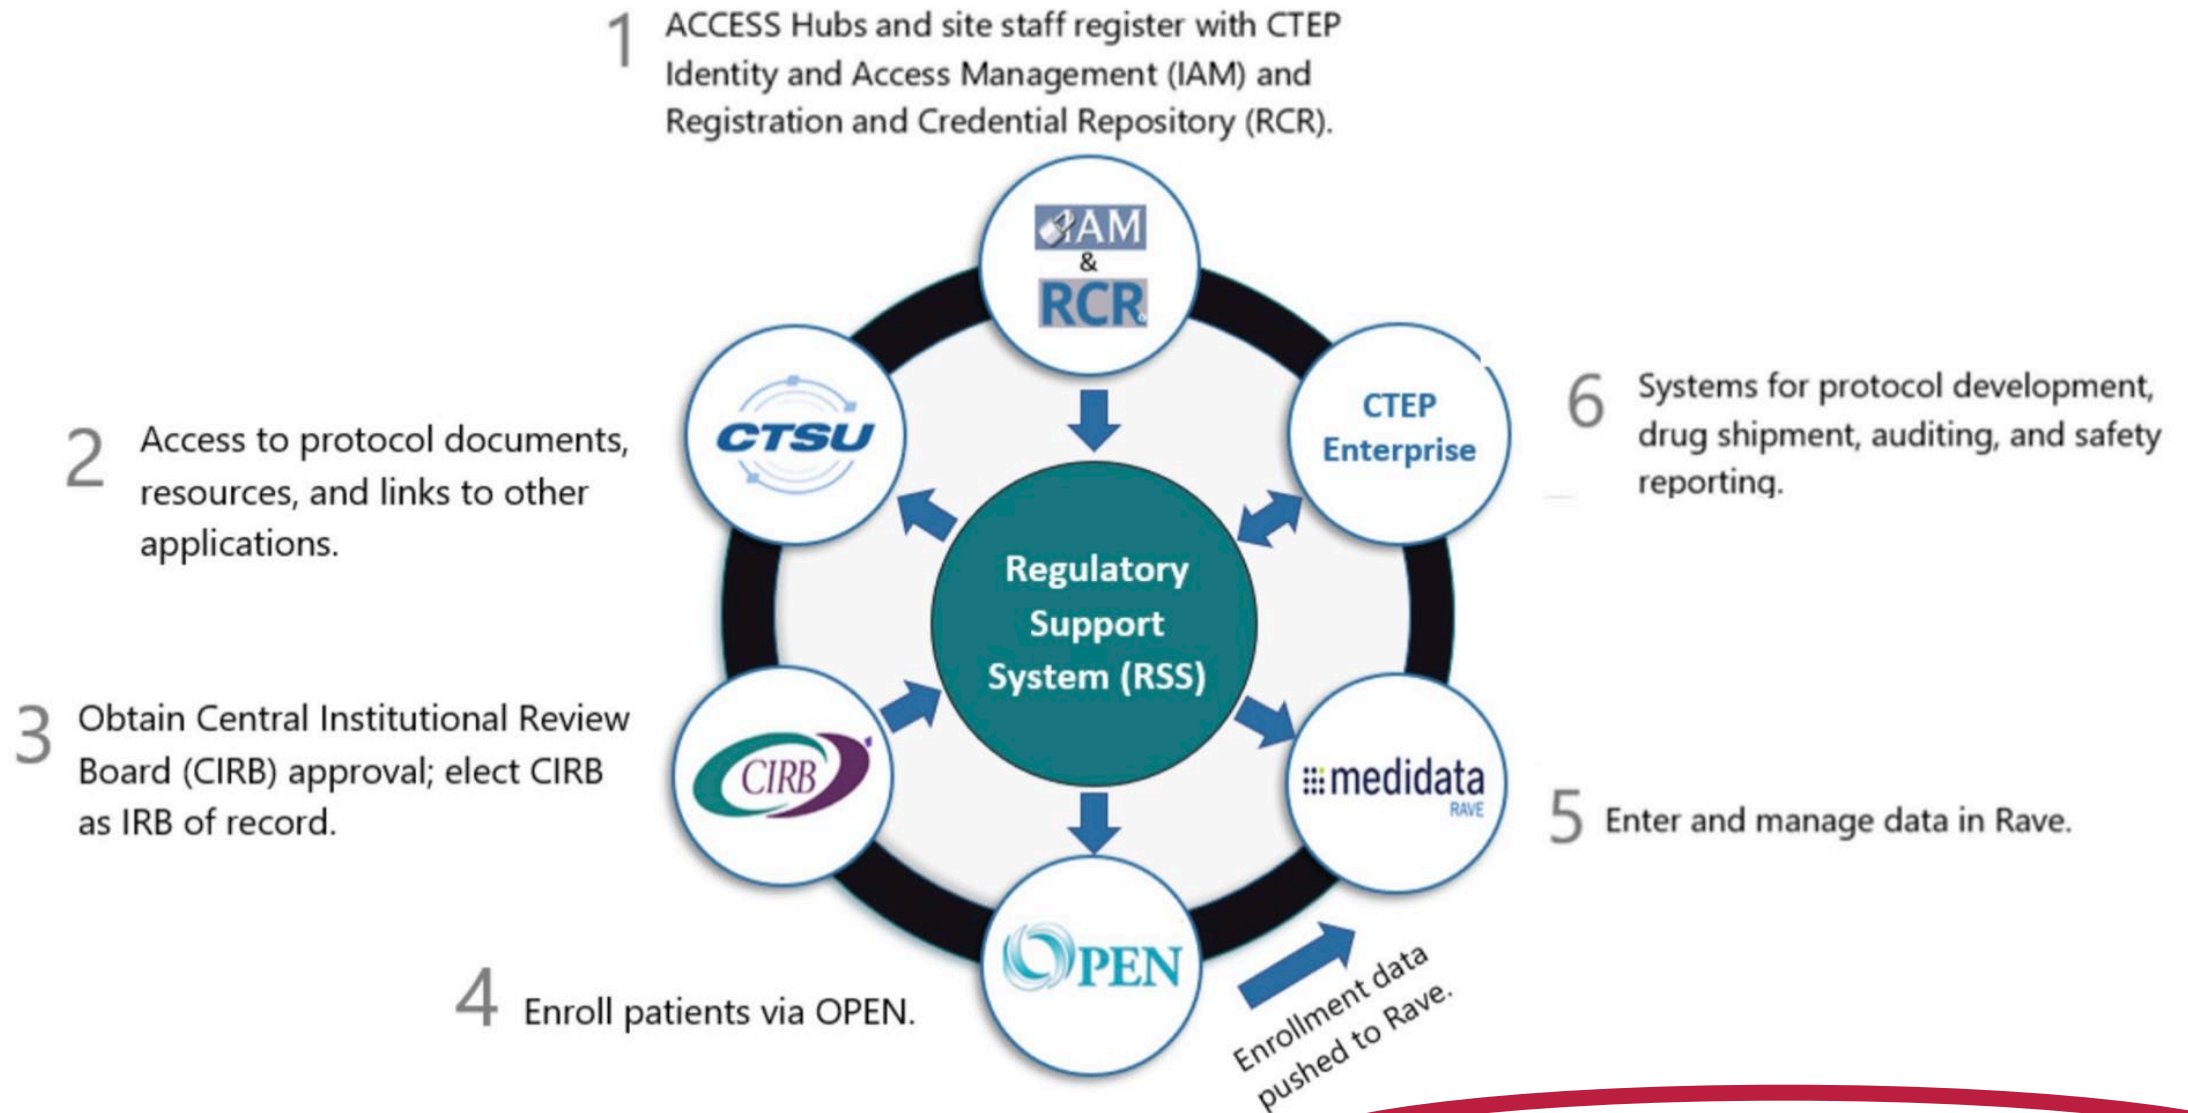 1
ACCESS Hubs and site staff register with CTEP
Identity and Access Management (IAM) and
Registration and Credential Repository (RCR).
IAM
&
RCR
2
Access to protocol documents,
resources, and links to other
applications.
CTSU
CTEP
Enterprise
6
Systems for protocol development,
drug shipment, auditing, and safety
reporting.
Regulatory
Support
System (RSS)
3
Obtain Central Institutional Review
Board (CIRB) approval; elect CIRB
as IRB of record.
CIRB
medidata
RAVE
5
Enter and manage data in Rave.
4
Enroll patients via OPEN.
OPEN
Enrollment data
pushed to Rave.